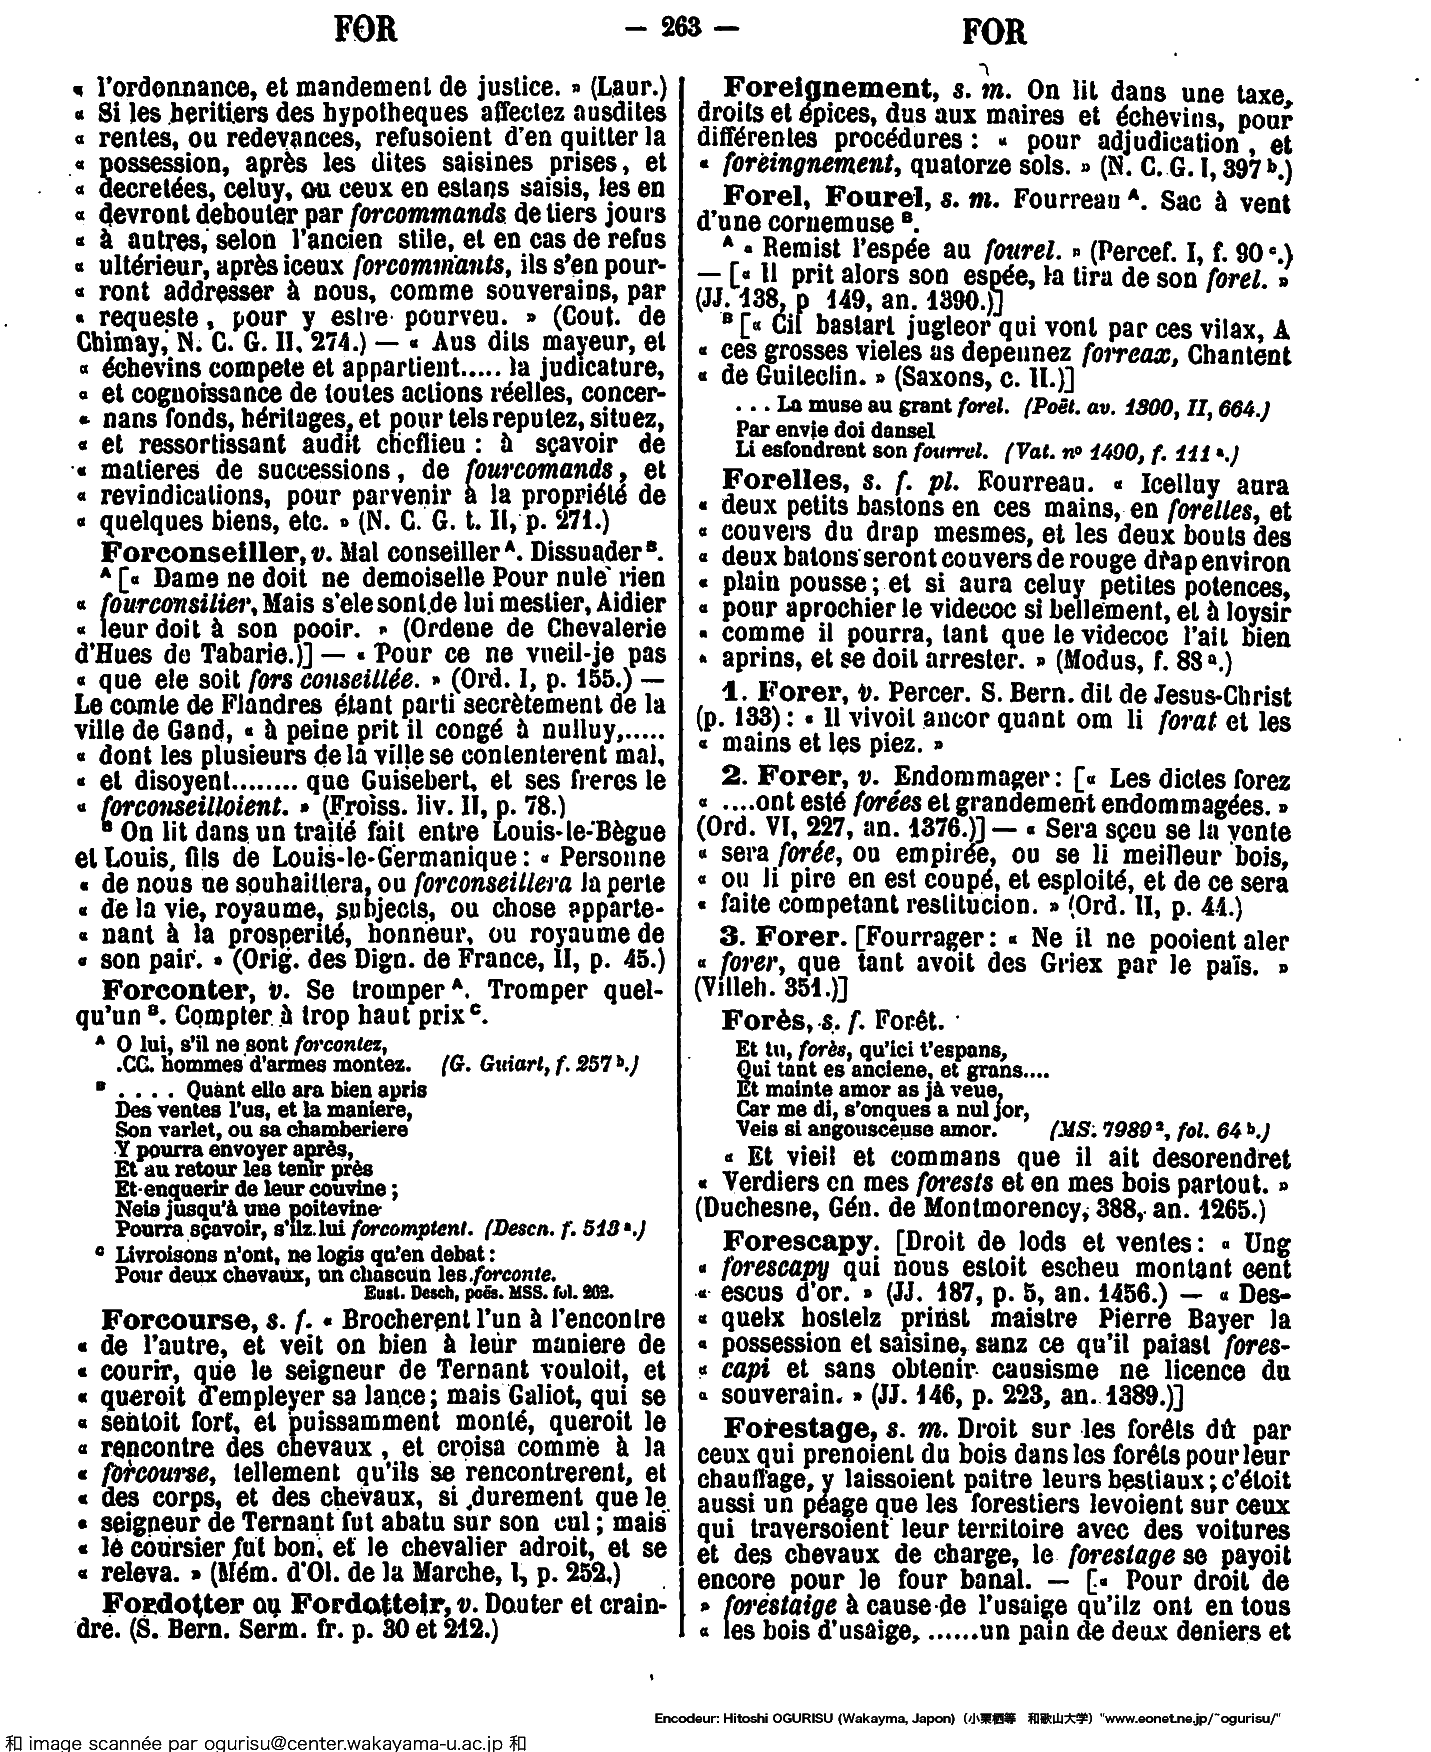 FOR — 263 — FOR
« l'ordonnance, et mandement de justice. » (Laur.)
« Si les heritiers des hypotheques affectez ausdites
« rentes, ou redevances, refusoient d'en quitter la
« possession, après les dites saisines prises, et
« decretées, celuy, ou ceux en estans saisis, les en
« devront debouter par forcommands de tiers jours
« à autres, selon l'ancien stile, et en cas de refus
« ultérieur, après iceux forcommants, ils s'en pour-
« ront addresser à nous, comme souverains, par
« requeste, pour y estre pourveu. » (Cout. de
Chimay, N. C. G. II, 274.) — « Aus dits mayeur, et
« échevins compete et appartient..... la judicature,
« et cognoissance de toutes actions réelles, concer-
« nans fonds, héritages, et pour tels reputez, situez,
« et ressortissant audit cheflieu : à sçavoir de
« matieres de successions, de fourcomands, et
« revindications, pour parvenir à la propriété de
« quelques biens, etc. » (N. C. G. t. II, p. 271.)
Forconseiller, v. Mal conseiller A. Dissuader B.
A [« Dame ne doit ne demoiselle Pour nule rien
« fourconsilier, Mais s'ele sont de lui mestier, Aidier
« leur doit à son pooir. » (Ordene de Chevalerie
d'Hues de Tabarie.)] — « Pour ce ne vueil-je pas
« que ele soit fors conseillée. » (Ord. I, p. 155.) —
Le comte de Flandres étant parti secrètement de la
ville de Gand, « à peine prit il congé à nulluy,.....
« dont les plusieurs de la ville se contenterent mal,
« et disoyent........ que Guisebert, et ses freres le
« forconseilloient. » (Froiss. liv. II, p. 78.)
B On lit dans un traité fait entre Louis-le-Bègue
et Louis, fils de Louis-le-Germanique : « Personne
« de nous ne souhaittera, ou forconseillera la perte
« de la vie, royaume, subjects, ou chose apparte-
« nant à la prosperité, honneur, ou royaume de
« son pair. » (Orig. des Dign. de France, II, p. 45.)
Forconter, v. Se tromper A. Tromper quel-
qu'un B. Compter à trop haut prix C.
A O lui, s'il ne sont forcontez,
.CC. hommes d'armes montez. (G. Guiart, f. 257 b.)
B . . . . Quant elle ara bien apris
Des ventes l'us, et la maniere,
Son varlet, ou sa chamberiere
Y pourra envoyer après,
Et au retour les tenir près
Et enquerir de leur couvine ;
Neis jusqu'à une poitevine
Pourra sçavoir, s'ilz lui forcomptent. (Desch. f. 513 a.)
C Livroisons n'ont, ne logis qu'en debat :
Pour deux chevaux, un chascun les forconte.
Eust. Desch, poës. MSS. fol. 202.
Forcourse, s. f. « Brocherent l'un à l'encontre
« de l'autre, et veit on bien à leur maniere de
« courir, que le seigneur de Ternant vouloit, et
« queroit d'employer sa lance ; mais Galiot, qui se
« sentoit fort, et puissamment monté, queroit le
« rencontre des chevaux, et croisa comme à la
« forcourse, tellement qu'ils se rencontrerent, et
« des corps, et des chevaux, si durement que le
« seigneur de Ternant fut abatu sur son cul ; mais
« le coursier fut bon, et le chevalier adroit, et se
« releva. » (Mém. d'Ol. de la Marche, I, p. 252.)
Fordotter ou Fordotteir, v. Douter et crain-
dre. (S. Bern. Serm. fr. p. 30 et 212.)
Foreignement, s. m. On lit dans une taxe,
droits et épices, dus aux maires et échevins, pour
différentes procédures : « pour adjudication, et
« foreingnement, quatorze sols. » (N. C. G. I, 397 b.)
Forel, Fourel, s. m. Fourreau A. Sac à vent
d'une cornemuse B.
A « Remist l'espée au fourel. » (Percef. I, f. 90 c.)
— [« Il prit alors son espée, la tira de son forel. »
(JJ. 138, p 149, an. 1390.)]
B [« Cil bastart jugleor qui vont par ces vilax, A
« ces grosses vieles as depennez forreax, Chantent
« de Guiteclin. » (Saxons, c. II.)]
. . . La muse au grant forel. (Poët. av. 1300, II, 664.)
Par envie doi dansel
Li esfondrent son fourrel. (Vat. nº 1490, f. 111 a.)
Forelles, s. f. pl. Fourreau. « Icelluy aura
« deux petits bastons en ces mains, en forelles, et
« couvers du drap mesmes, et les deux bouts des
« deux batons seront couvers de rouge drap environ
« plain pousse ; et si aura celuy petites potences,
« pour aprochier le videcoc si bellement, et à loysir
« comme il pourra, tant que le videcoc l'ait bien
« aprins, et se doit arrester. » (Modus, f. 88 a.)
1. Forer, v. Percer. S. Bern. dit de Jesus-Christ
(p. 133) : « Il vivoit ancor quant om li forat et les
« mains et les piez. »
2. Forer, v. Endommager : [« Les dictes forez
« ....ont esté forées et grandement endommagées. »
(Ord. VI, 227, an. 1376.)] — « Sera sçeu se la vente
« sera forée, ou empirée, ou se li meilleur bois,
« ou li pire en est coupé, et esploité, et de ce sera
« faite competant restitucion. » (Ord. II, p. 44.)
3. Forer. [Fourrager : « Ne il ne pooient aler
« forer, que tant avoit des Griex par le païs. »
(Villeh. 351.)]
Forès, s. f. Forêt.
Et tu, forès, qu'ici t'espans,
Qui tant es anciene, et grans....
Et mainte amor as jà veue,
Car me di, s'onques a nul jor,
Veis si angousceuse amor. (MS. 7989 2, fol. 64 b.)
« Et vieil et commans que il ait desorendret
« Verdiers en mes forests et en mes bois partout. »
(Duchesne, Gén. de Montmorency, 388, an. 1265.)
Forescapy. [Droit de lods et ventes : « Ung
« forescapy qui nous estoit escheu montant cent
« escus d'or. » (JJ. 187, p. 5, an. 1456.) — « Des-
« quelx hostelz prinst maistre Pierre Bayer la
« possession et saisine, sanz ce qu'il paiast fores-
« capi et sans obtenir causisme ne licence du
« souverain. » (JJ. 146, p. 223, an. 1389.)]
Forestage, s. m. Droit sur les forêts dû par
ceux qui prenoient du bois dans les forêts pour leur
chauffage, y laissoient paitre leurs bestiaux ; c'étoit
aussi un péage que les forestiers levoient sur ceux
qui traversoient leur territoire avec des voitures
et des chevaux de charge, le forestage se payoit
encore pour le four banal. — [« Pour droit de
» forestaige à cause de l'usaige qu'ilz ont en tous
« les bois d'usaige, ......un pain de deux deniers et
Encodeur: Hitoshi OGURISU (Wakayma, Japon) (小栗栖等 和歌山大学) "www.eonet.ne.jp/~ogurisu/"
和 image scannée par ogurisu@center.wakayama-u.ac.jp 和